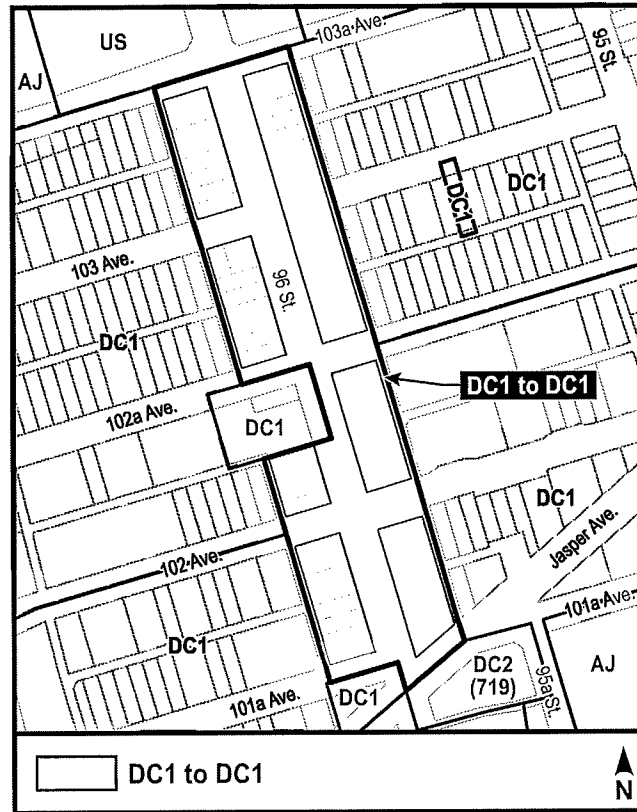 103a Ave.
US
95 St.
AJ
DC1
DC1
103 Ave.
96 St.
DC1
DC1 to DC1
102a Ave.
DC1
DC1
Jasper Ave.
102 Ave.
101a Ave.
DC1
DC2
(719)
AJ
95a St.
101a Ave.
DC1
DC1 to DC1
N